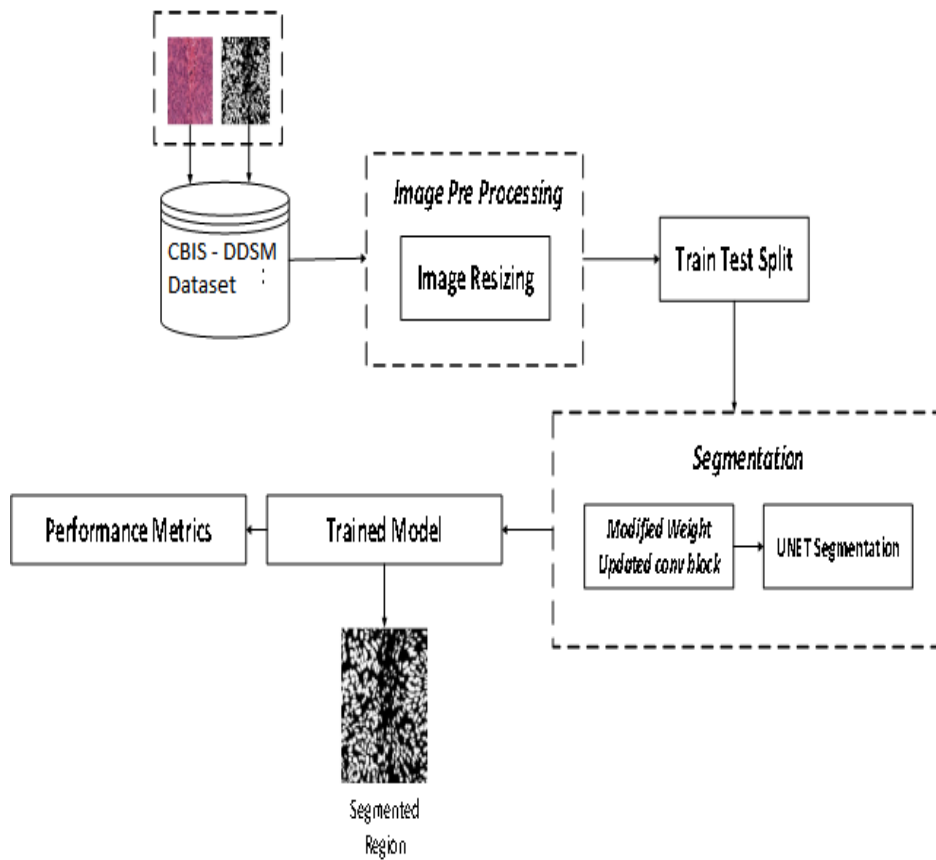 CBIS - DDSM
Dataset :
Image Pre Processing
Image Resizing
Train Test Split
Segmentation
Modified Weight
Updated conv block
UNET Segmentation
Trained Model
Performance Metrics
Segmented
Region